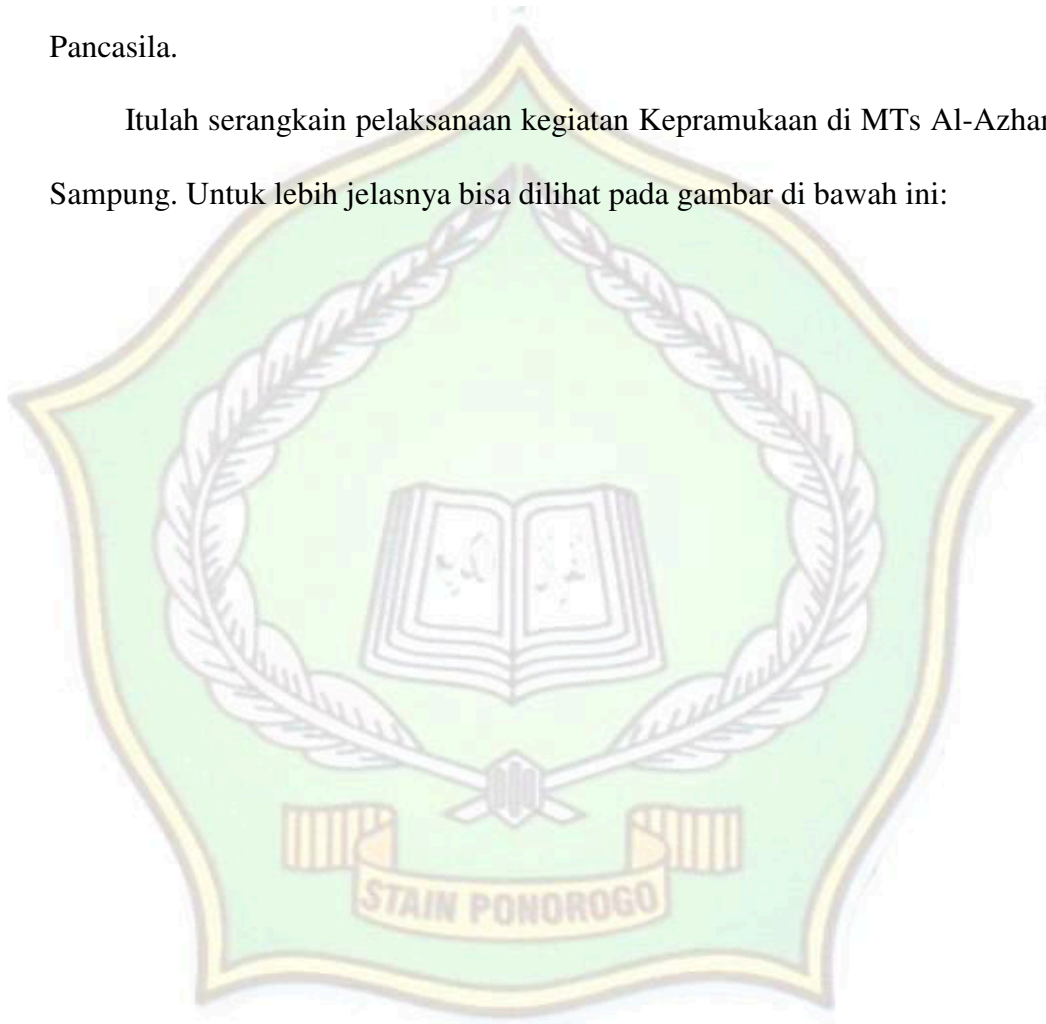 Pancasila.
Itulah serangkain pelaksanaan kegiatan Kepramukaan di MTs Al-Azhar
Sampung. Untuk lebih jelasnya bisa dilihat pada gambar di bawah ini:
STAIN PONOROGO